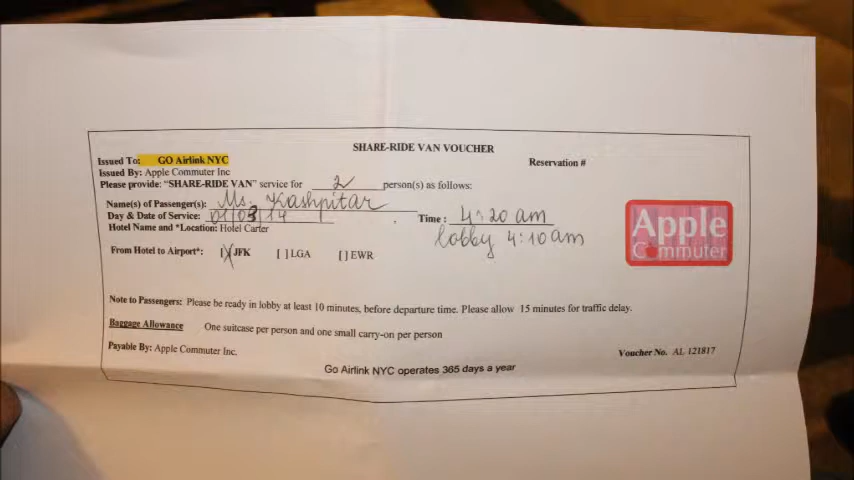 SHARE-RIDE VAN VOUCHER
Issued To: GO Airlink NYC
Reservation #
Issued By: Apple Commuter Inc
Please provide: "SHARE-RIDE VAN" service for 2 person(s) as follows:
Name(s) of Passenger(s): Ms. Kashpitar
Day & Date of Service: 01/03/14 Time: 4:20 am
Hotel Name and *Location: Hotel Carter lobby 4:10am
Apple
Commuter
From Hotel to Airport*: [X]JFK [ ]LGA [ ]EWR
Note to Passengers: Please be ready in lobby at least 10 minutes, before departure time. Please allow 15 minutes for traffic delay.
Baggage Allowance One suitcase per person and one small carry-on per person
Payable By: Apple Commuter Inc.
Voucher No. AL 121817
Go Airlink NYC operates 365 days a year